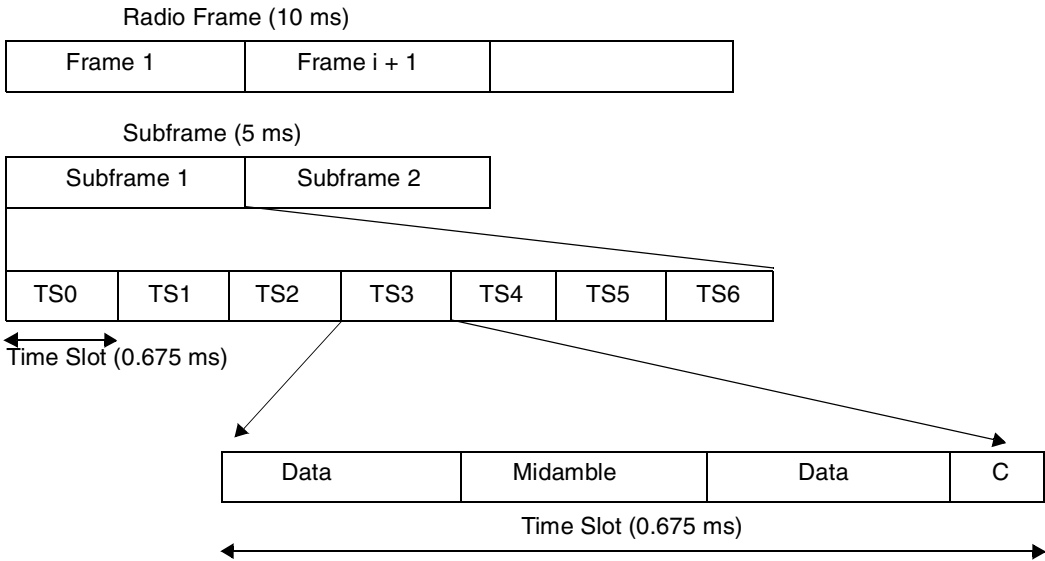 Radio Frame (10 ms)
Frame 1 Frame i + 1
Subframe (5 ms)
Subframe 1 Subframe 2
TS0 TS1 TS2 TS3 TS4 TS5 TS6
Time Slot (0.675 ms)
Data Midamble Data C
Time Slot (0.675 ms)